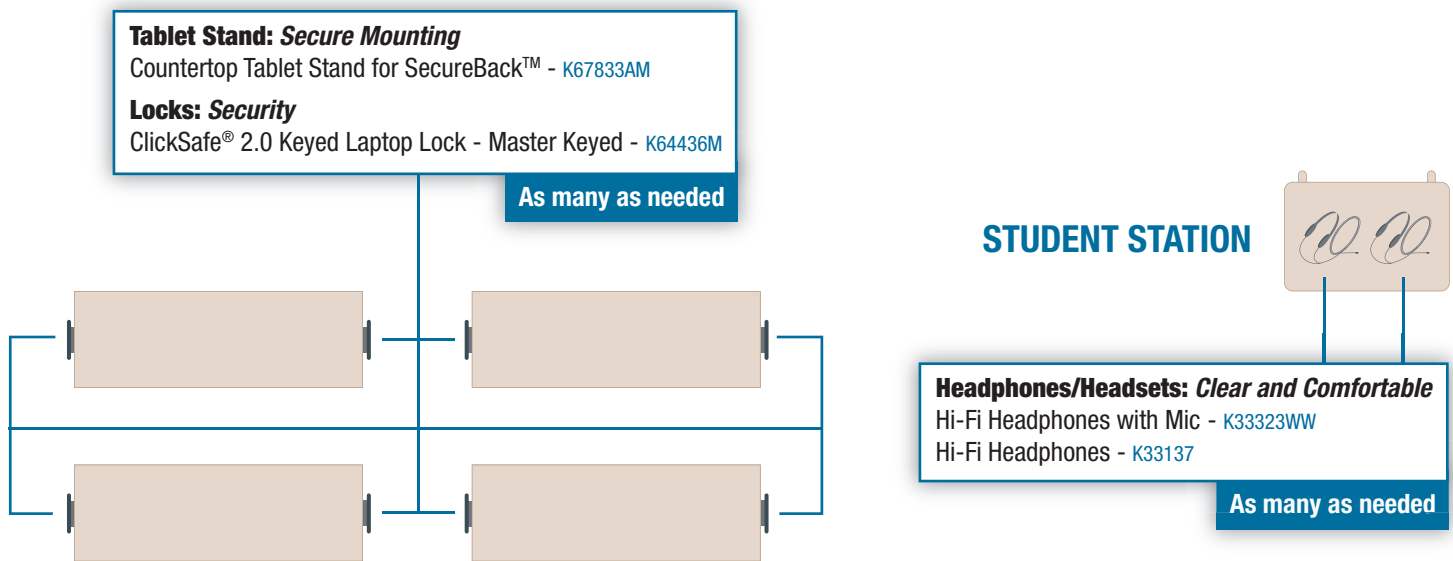 Tablet Stand: Secure Mounting
Countertop Tablet Stand for SecureBack™ - K67833AM
Locks: Security
ClickSafe® 2.0 Keyed Laptop Lock - Master Keyed - K64436M
As many as needed
STUDENT STATION
Headphones/Headsets: Clear and Comfortable
Hi-Fi Headphones with Mic - K33323WW
Hi-Fi Headphones - K33137
As many as needed